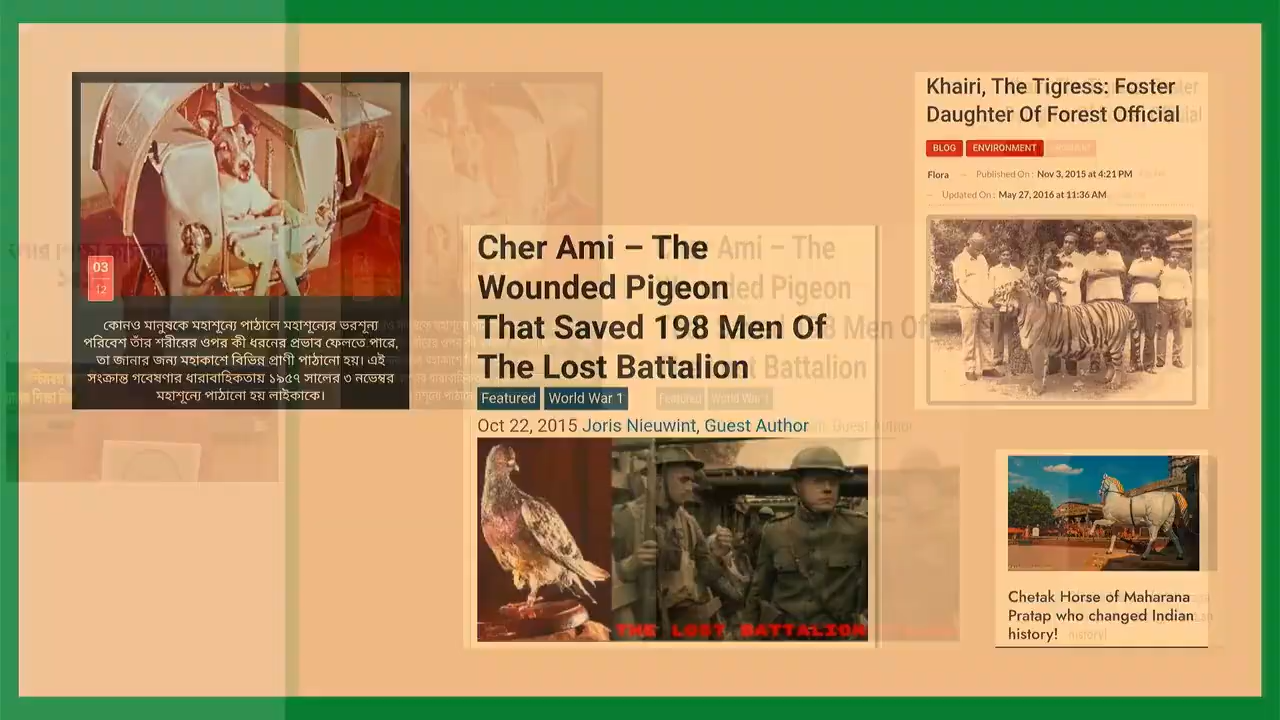 03
12
কোনও মানুষকে মহাশূন্যে পাঠালে মহাশূন্যের ভরশূন্য
পরিবেশ তাঁর শরীরের ওপর কী ধরনের প্রভাব ফেলতে পারে,
তা জানার জন্য মহাকাশে বিভিন্ন প্রাণী পাঠানো হয়। এই
সংক্রান্ত গবেষণার ধারাবাহিকতায় ১৯৫৭ সালের ৩ নভেম্বর
মহাশূন্যে পাঠানো হয় লাইকাকে।
Cher Ami – The
Wounded Pigeon
That Saved 198 Men Of
The Lost Battalion
Featured World War 1
Oct 22, 2015 Joris Nieuwint, Guest Author
THE LOST BATTALION
Khairi, The Tigress: Foster
Daughter Of Forest Official
BLOG ENVIRONMENT
Flora — Published On : Nov 3, 2015 at 4:21 PM
— Updated On : May 27, 2016 at 11:36 AM
Chetak Horse of Maharana
Pratap who changed Indian
history!